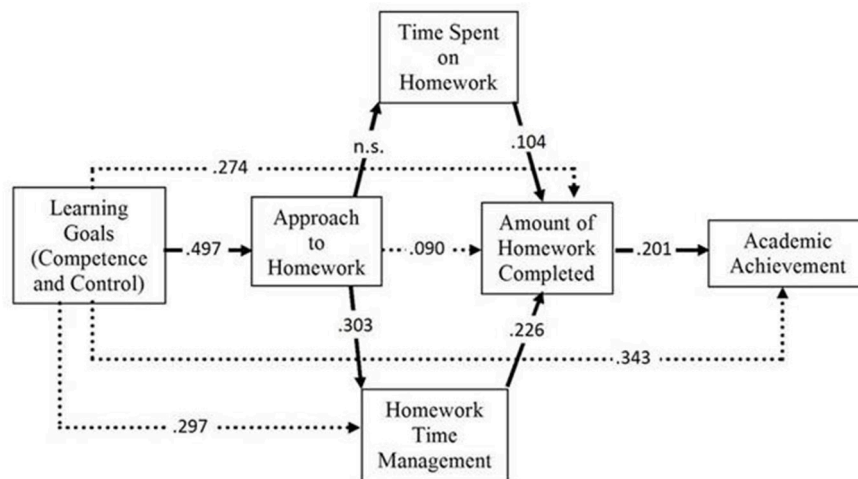 Time Spent
on
Homework
n.s.
.104
.274
Learning
Goals
(Competence
and Control)
.497
Approach
to
Homework
.090
Amount of
Homework
Completed
.201
Academic
Achievement
.303
.226
.343
.297
Homework
Time
Management